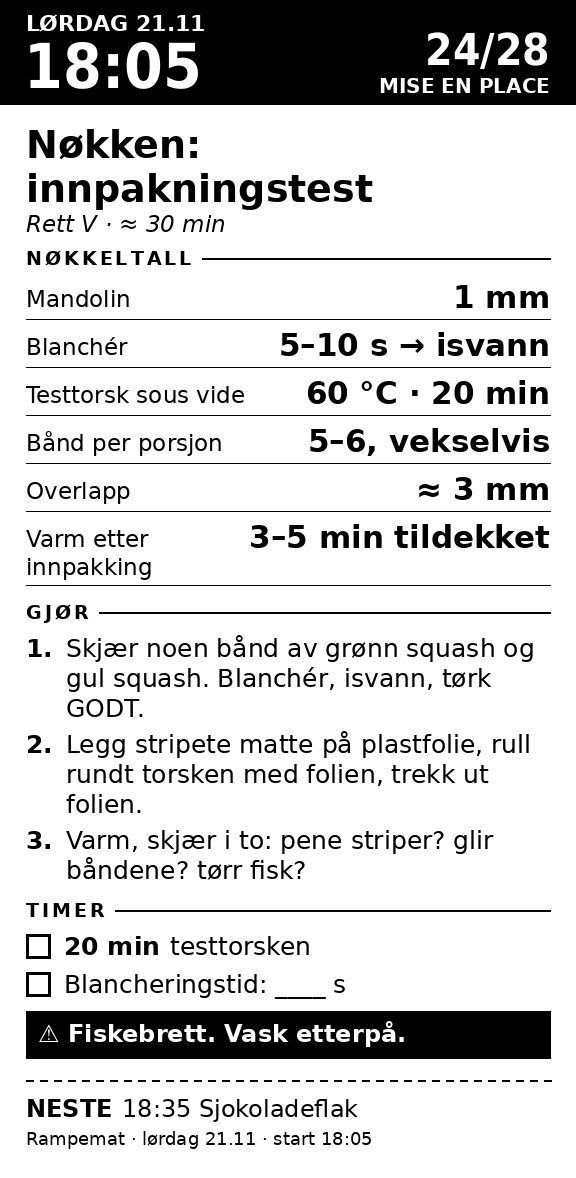 LØRDAG 21.11
18:05
24/28
MISE EN PLACE
Nøkken:
innpakningstest
Rett V · ≈ 30 min
NØKKELTALL
Mandolin 1 mm
Blanchér 5–10 s → isvann
Testtorsk sous vide 60 °C · 20 min
Bånd per porsjon 5–6, vekselvis
Overlapp ≈ 3 mm
Varm etter 3–5 min tildekket
innpakking
GJØR
1. Skjær noen bånd av grønn squash og
gul squash. Blanchér, isvann, tørk
GODT.
2. Legg stripete matte på plastfolie, rull
rundt torsken med folien, trekk ut
folien.
3. Varm, skjær i to: pene striper? glir
båndene? tørr fisk?
TIMER
☐ 20 min testtorsken
☐ Blancheringstid: ____ s
⚠ Fiskebrett. Vask etterpå.
NESTE 18:35 Sjokoladeflak
Rampemat · lørdag 21.11 · start 18:05